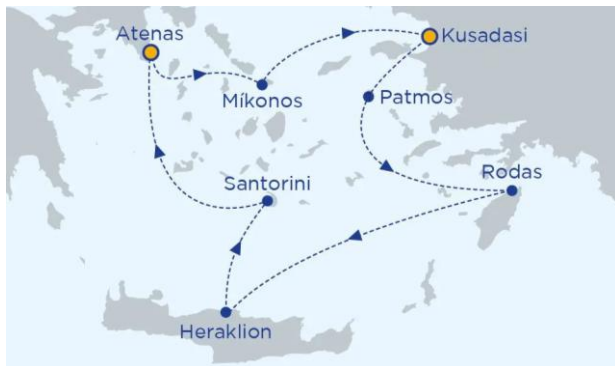 Atenas
Kusadasi
Míkonos
Patmos
Rodas
Santorini
Heraklion